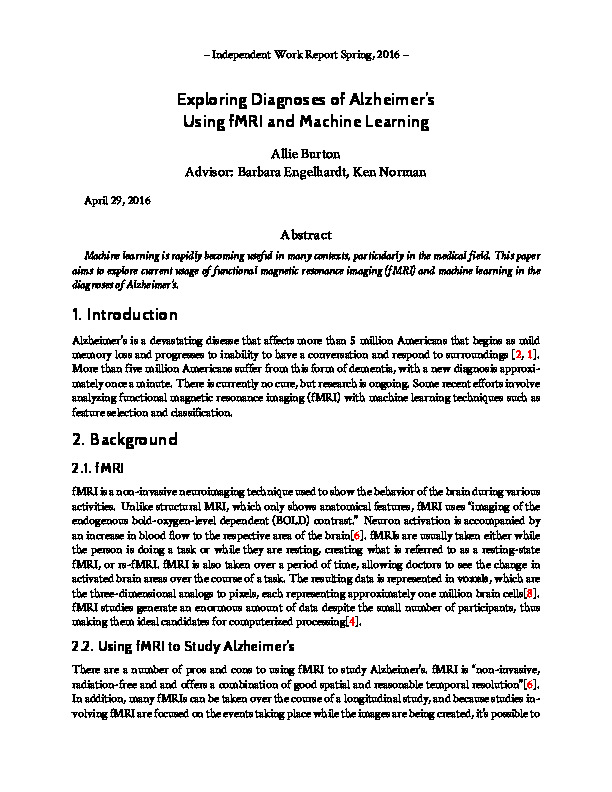 – Independent Work Report Spring, 2016 –
Exploring Diagnoses of Alzheimer's
Using fMRI and Machine Learning
Allie Burton
Advisor: Barbara Engelhardt, Ken Norman
April 29, 2016
Abstract
Machine learning is rapidly becoming useful in many contexts, particularly in the medical field. This paper
aims to explore current usage of functional magnetic resonance imaging (fMRI) and machine learning in the
diagnoses of Alzheimer's.
1. Introduction
Alzheimer's is a devastating disease that affects more than 5 million Americans that begins as mild
memory loss and progresses to inability to have a conversation and respond to surroundings [2, 1].
More than five million Americans suffer from this form of dementia, with a new diagnosis approxi-
mately once a minute. There is currently no cure, but research is ongoing. Some recent efforts involve
analyzing functional magnetic resonance imaging (fMRI) with machine learning techniques such as
feature selection and classification.
2. Background
2.1. fMRI
fMRI is a non-invasive neuroimaging technique used to show the behavior of the brain during various
activities. Unlike structural MRI, which only shows anatomical features, fMRI uses "imaging of the
endogenous bold-oxygen-level dependent (BOLD) contrast." Neuron activation is accompanied by
an increase in blood flow to the respective area of the brain[6]. fMRIs are usually taken either while
the person is doing a task or while they are resting, creating what is referred to as a resting-state
fMRI, or rs-fMRI. fMRI is also taken over a period of time, allowing doctors to see the change in
activated brain areas over the course of a task. The resulting data is represented in voxels, which are
the three-dimensional analogs to pixels, each representing approximately one million brain cells[8].
fMRI studies generate an enormous amount of data despite the small number of participants, thus
making them ideal candidates for computerized processing[4].
2.2. Using fMRI to Study Alzheimer's
There are a number of pros and cons to using fMRI to study Alzheimer's. fMRI is "non-invasive,
radiation-free and and offers a combination of good spatial and reasonable temporal resolution"[6].
In addition, many fMRIs can be taken over the course of a longitudinal study, and because studies in-
volving fMRI are focused on the events taking place while the images are being created, it's possible to